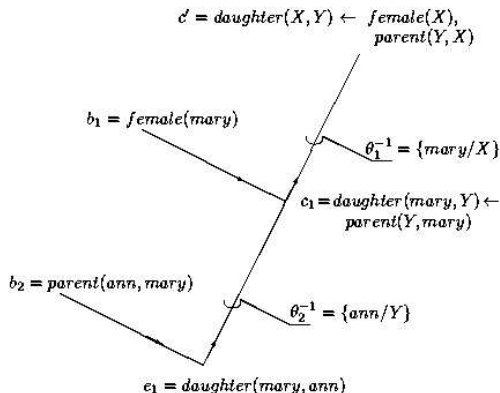 c′ = daughter(X, Y) ← female(X),
parent(Y, X)
b₁ = female(mary)
θ₁⁻¹ = {mary/X}
c₁ = daughter(mary, Y) ←
parent(Y, mary)
b₂ = parent(ann, mary)
θ₂⁻¹ = {ann/Y}
e₁ = daughter(mary, ann)